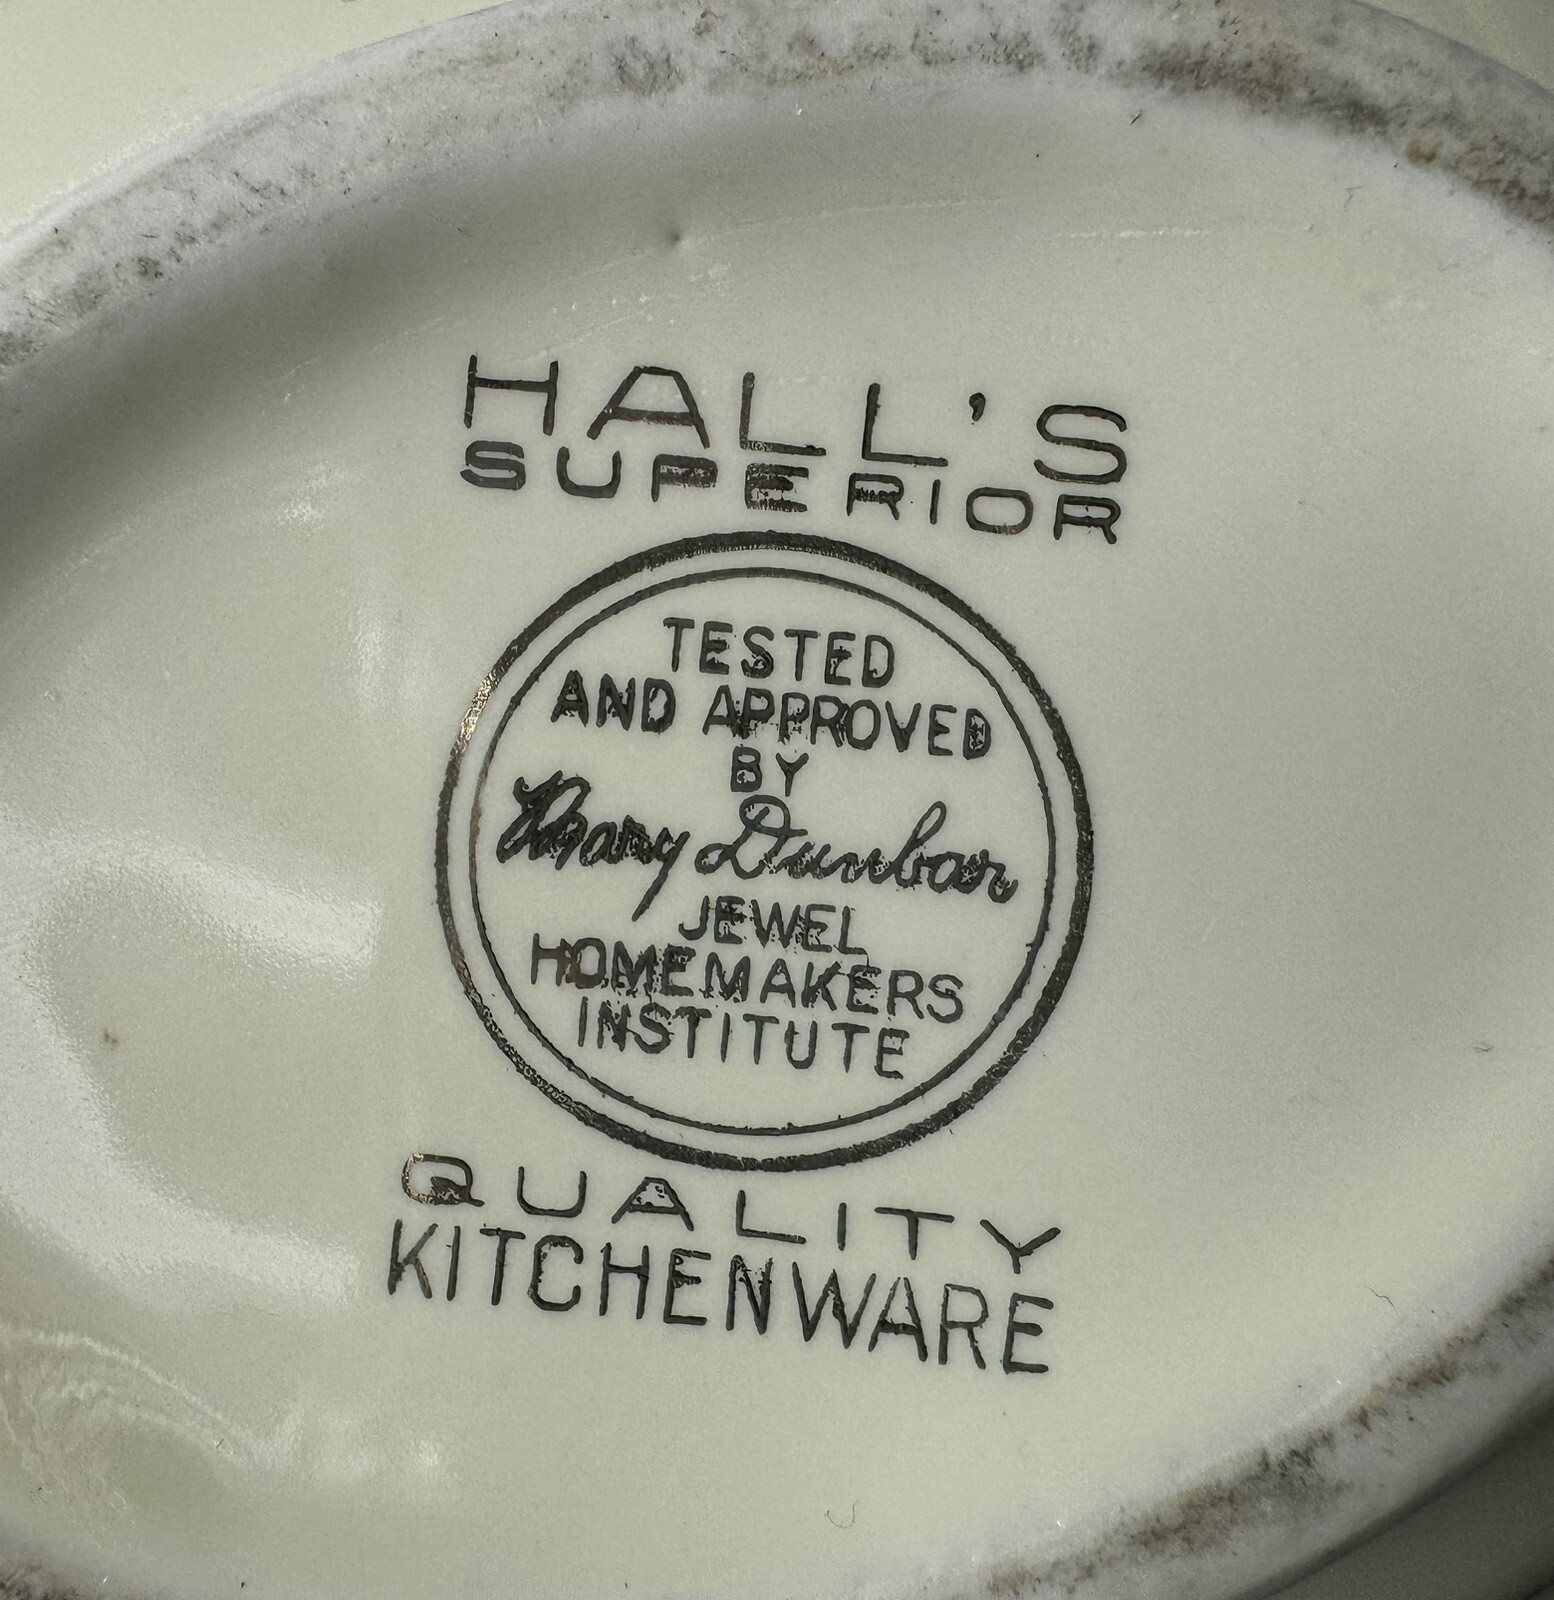 HALL'S
SUPERIOR
TESTED
AND APPROVED
BY
Mary Dunbar
JEWEL
HOMEMAKERS
INSTITUTE
QUALITY
KITCHENWARE